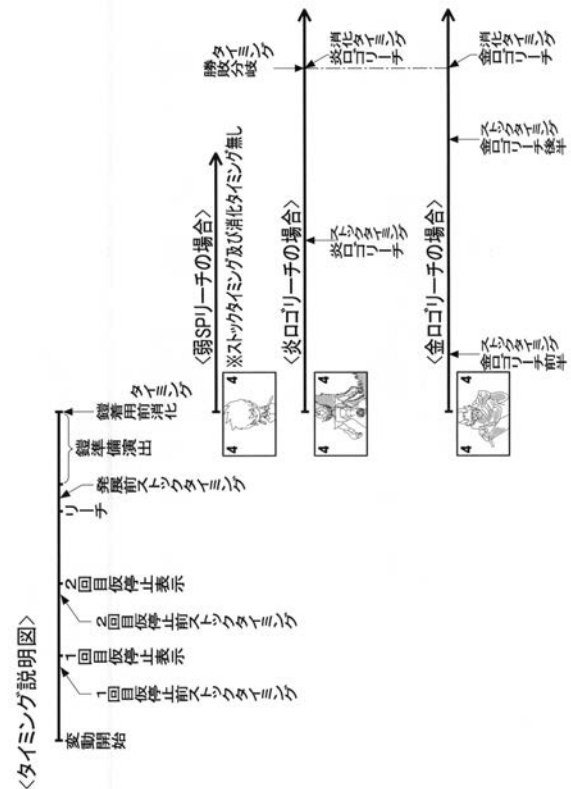 <タイミング説明図>
変動開始
1回目仮停止前ストックタイミング
1回目仮停止表示
2回目仮停止前ストックタイミング
2回目仮停止表示
リーチ
発展前ストックタイミング
鎧準備演出
鎧着用前消化
タイミング
<弱SPリーチの場合>
※ストックタイミング及び消化タイミング無し
4
4
<炎ロゴリーチの場合>
4
4
炎ロゴリーチ
ストックタイミング
勝敗分岐
タイミング
炎ロゴリーチ
消化タイミング
<金ロゴリーチの場合>
4
4
金ロゴリーチ前半
ストックタイミング
金ロゴリーチ後半
ストックタイミング
金ロゴリーチ
消化タイミング